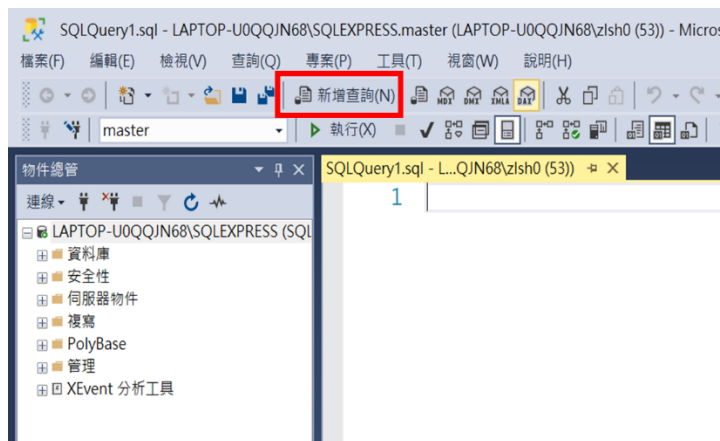 SQLQuery1.sql - LAPTOP-U0QQJN68\SQLEXPRESS.master (LAPTOP-U0QQJN68\zlsh0 (53)) - Micros
檔案(F) 編輯(E) 檢視(V) 查詢(Q) 專案(P) 工具(T) 視窗(W) 說明(H)
新增查詢(N) MDX DMX XMLA DAX
master 執行(X)
物件總管 SQLQuery1.sql - L...QJN68\zlsh0 (53))
連線 1
LAPTOP-U0QQJN68\SQLEXPRESS (SQL
資料庫
安全性
伺服器物件
複寫
PolyBase
管理
XEvent 分析工具